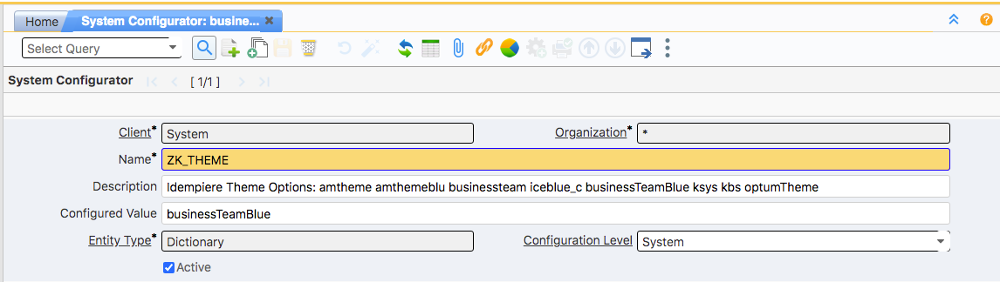 Home System Configurator: busine... ×
Select Query
System Configurator [ 1/1 ]
Client* System Organization* *
Name* ZK_THEME
Description Idempiere Theme Options: amtheme amthemeblu businessteam iceblue_c businessTeamBlue ksys kbs optumTheme
Configured Value businessTeamBlue
Entity Type* Dictionary Configuration Level System
Active